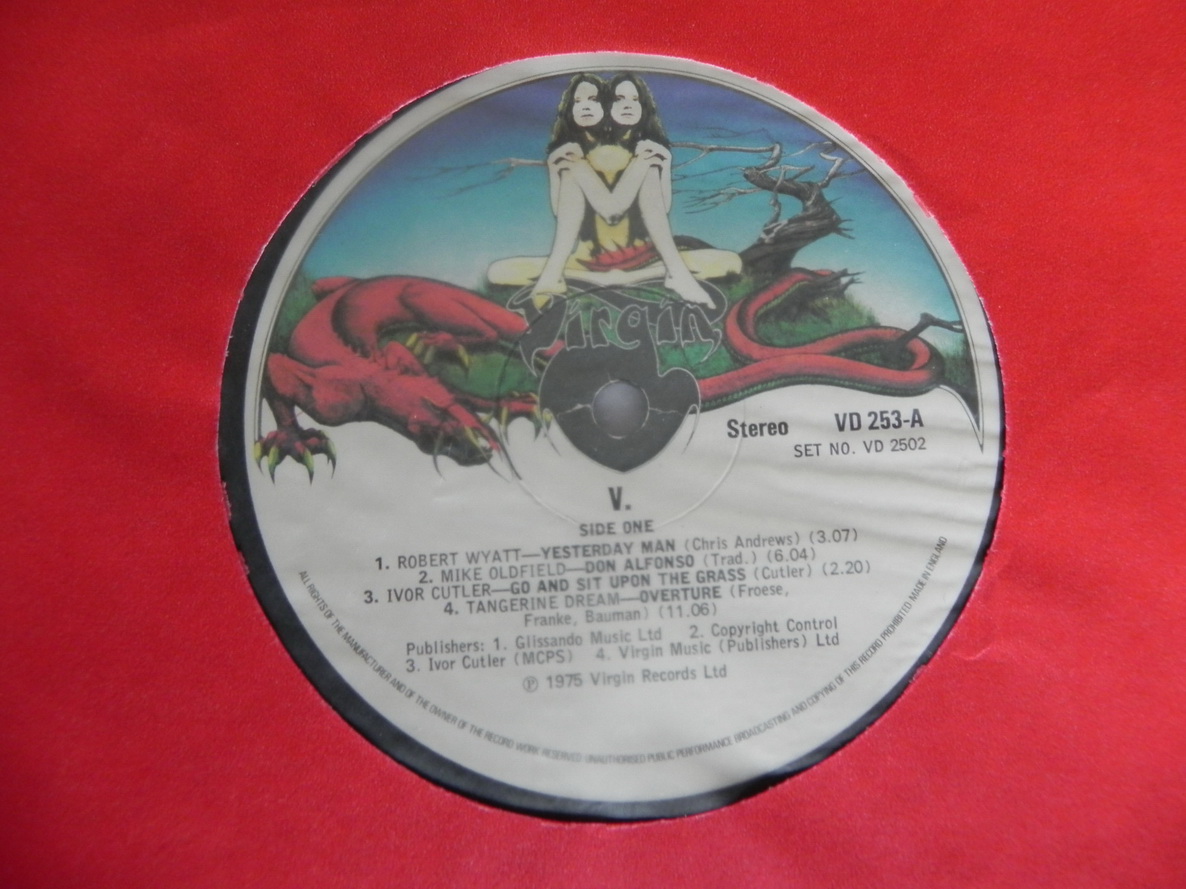 Virgin
Stereo VD 253-A
SET NO. VD 2502
V.
SIDE ONE
1. ROBERT WYATT—YESTERDAY MAN (Chris Andrews) (3.07)
2. MIKE OLDFIELD—DON ALFONSO (Trad.) (6.04)
3. IVOR CUTLER—GO AND SIT UPON THE GRASS (Cutler) (2.20)
4. TANGERINE DREAM—OVERTURE (Froese,
Franke, Bauman) (11.06)
Publishers: 1. Glissando Music Ltd 2. Copyright Control
3. Ivor Cutler (MCPS) 4. Virgin Music (Publishers) Ltd
℗ 1975 Virgin Records Ltd
ALL RIGHTS OF THE MANUFACTURER AND OF THE OWNER OF THE RECORD WORK RESERVED UNAUTHORISED PUBLIC PERFORMANCE BROADCASTING AND COPYING OF THIS RECORD PROHIBITED MADE IN ENGLAND